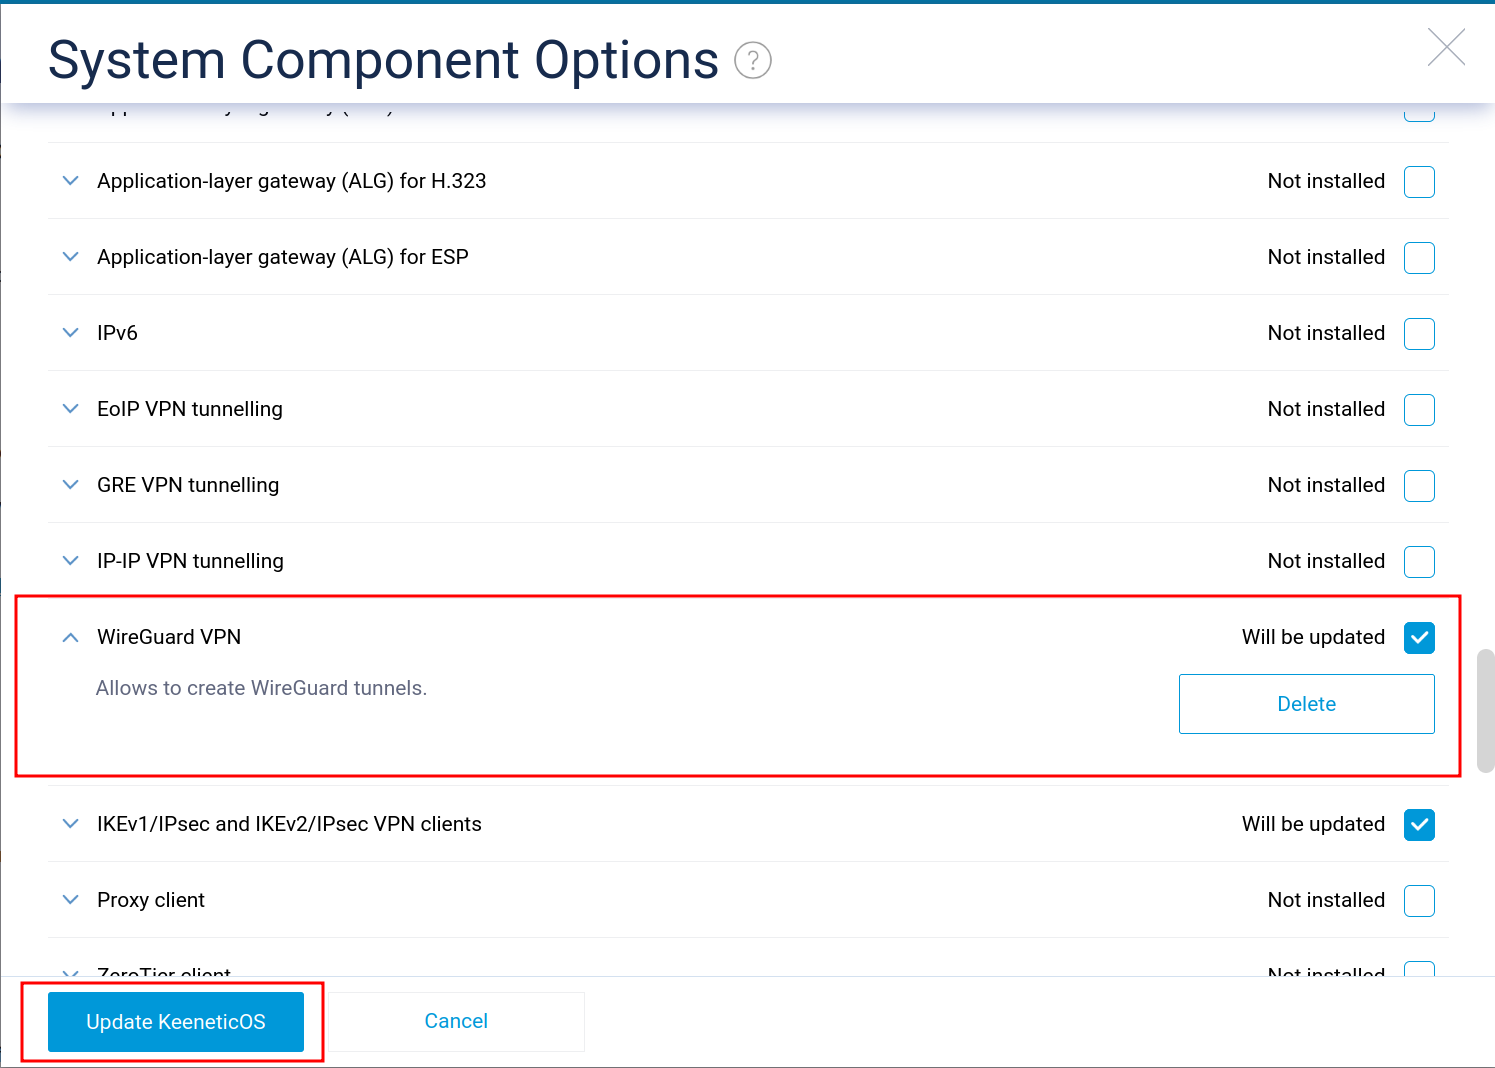 System Component Options ?
Application-layer gateway (ALG) for H.323 Not installed
Application-layer gateway (ALG) for ESP Not installed
IPv6 Not installed
EoIP VPN tunnelling Not installed
GRE VPN tunnelling Not installed
IP-IP VPN tunnelling Not installed
WireGuard VPN Will be updated
Allows to create WireGuard tunnels.
Delete
IKEv1/IPsec and IKEv2/IPsec VPN clients Will be updated
Proxy client Not installed
ZeroTier client Not installed
Update KeeneticOS Cancel